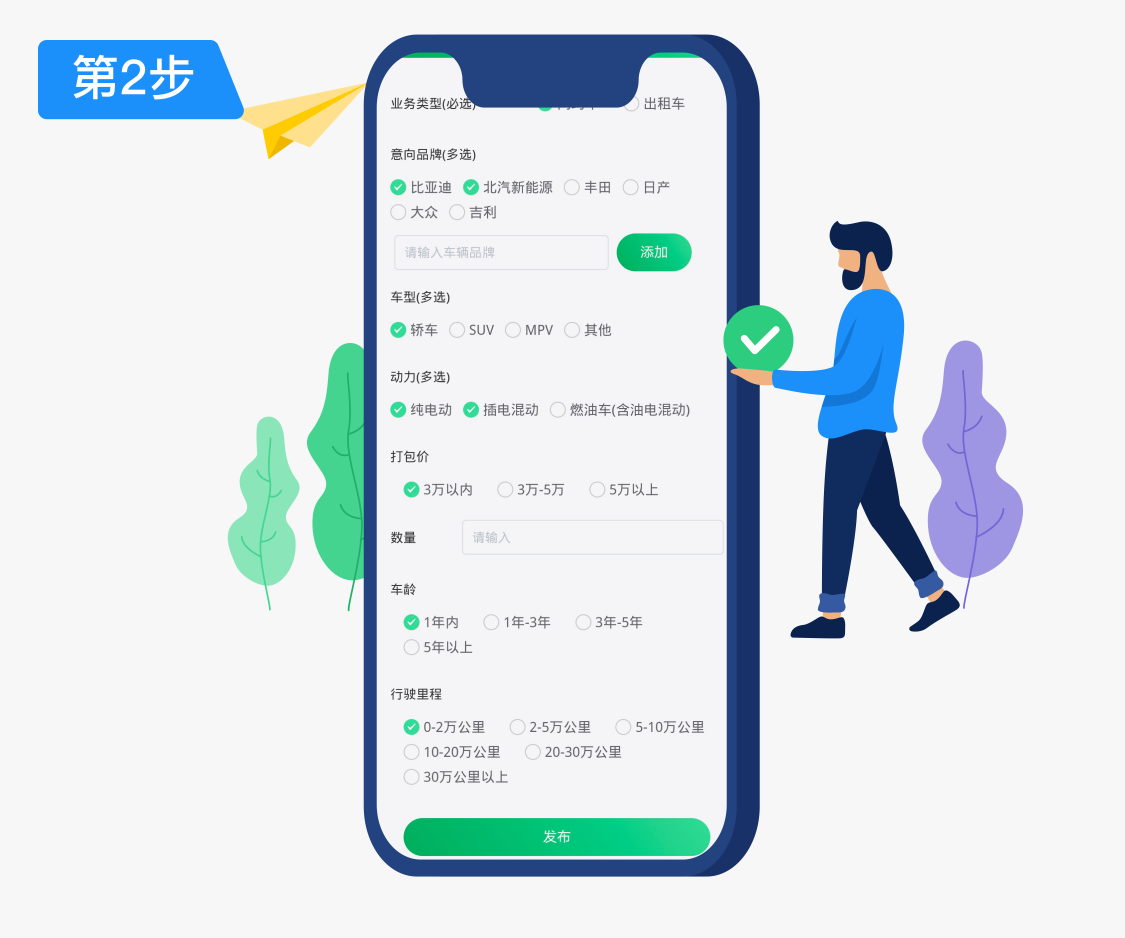 第2步
业务类型(必选) 出租车
意向品牌(多选)
比亚迪 北汽新能源 丰田 日产
大众 吉利
请输入车辆品牌 添加
车型(多选)
轿车 SUV MPV 其他
动力(多选)
纯电动 插电混动 燃油车(含油电混动)
打包价
3万以内 3万-5万 5万以上
数量 请输入
车龄
1年内 1年-3年 3年-5年
5年以上
行驶里程
0-2万公里 2-5万公里 5-10万公里
10-20万公里 20-30万公里
30万公里以上
发布